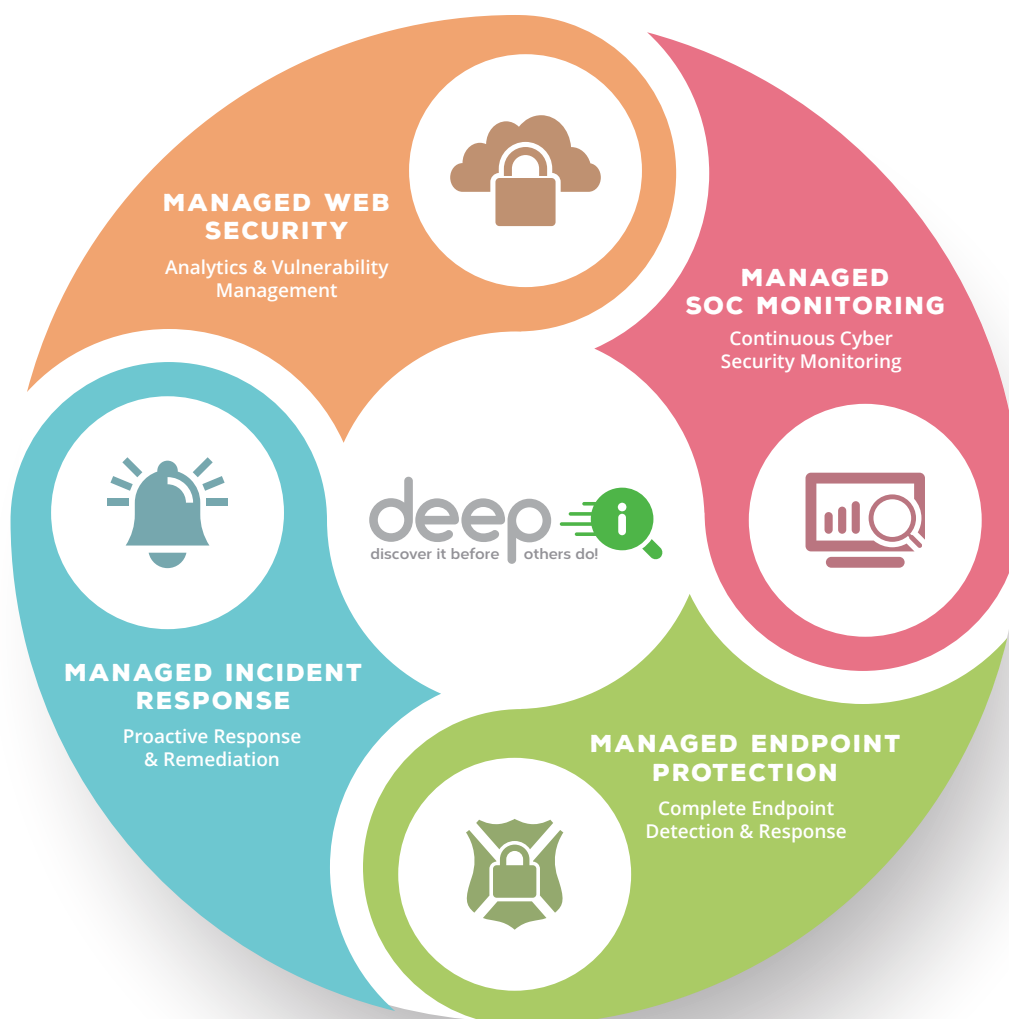 MANAGED WEB
SECURITY
Analytics & Vulnerability
Management
MANAGED
SOC MONITORING
Continuous Cyber
Security Monitoring
deep i
discover it before others do!
MANAGED INCIDENT
RESPONSE
Proactive Response
& Remediation
MANAGED ENDPOINT
PROTECTION
Complete Endpoint
Detection & Response